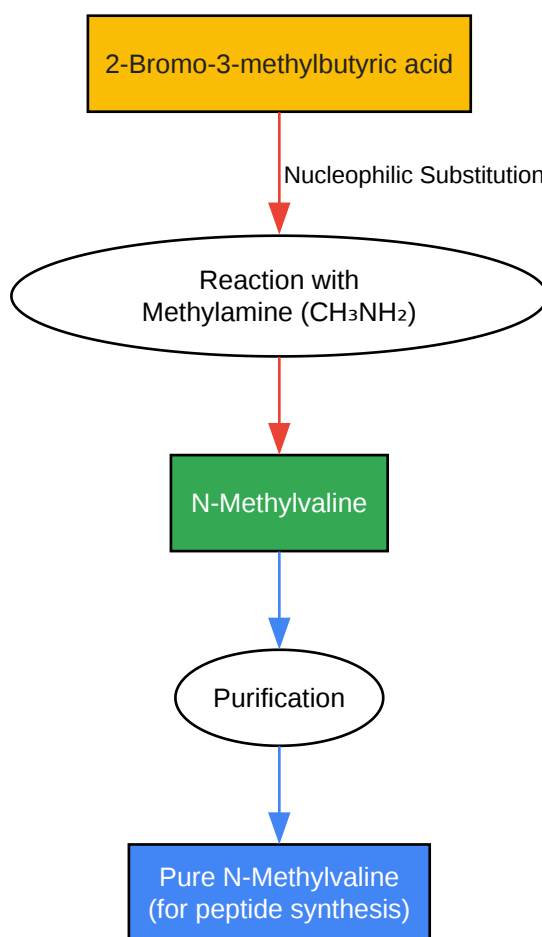 2-Bromo-3-methylbutyric acid
Nucleophilic Substitution
Reaction with
Methylamine (CH₃NH₂)
N-Methylvaline
Purification
Pure N-Methylvaline
(for peptide synthesis)